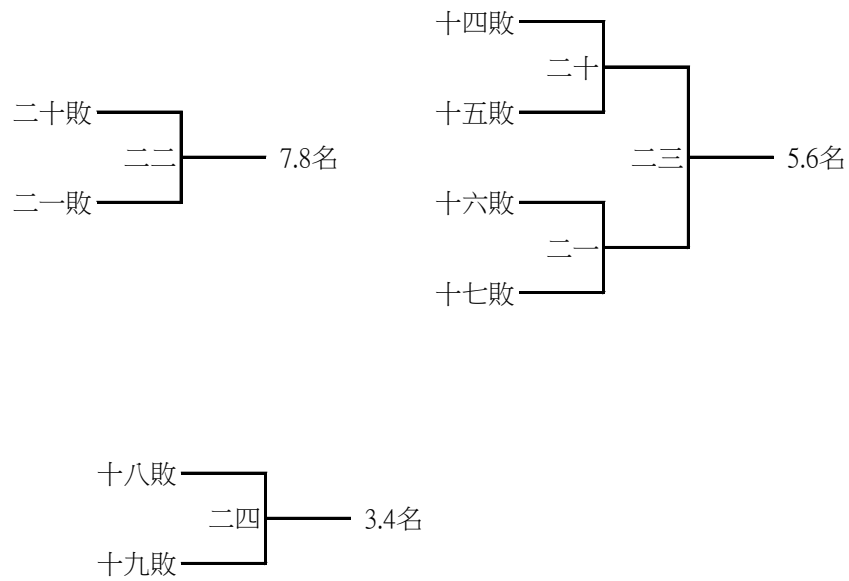 十四敗
二十
二十敗
十五敗
二二
7.8名
二三
5.6名
二一敗
十六敗
二一
十七敗
十八敗
二四
3.4名
十九敗